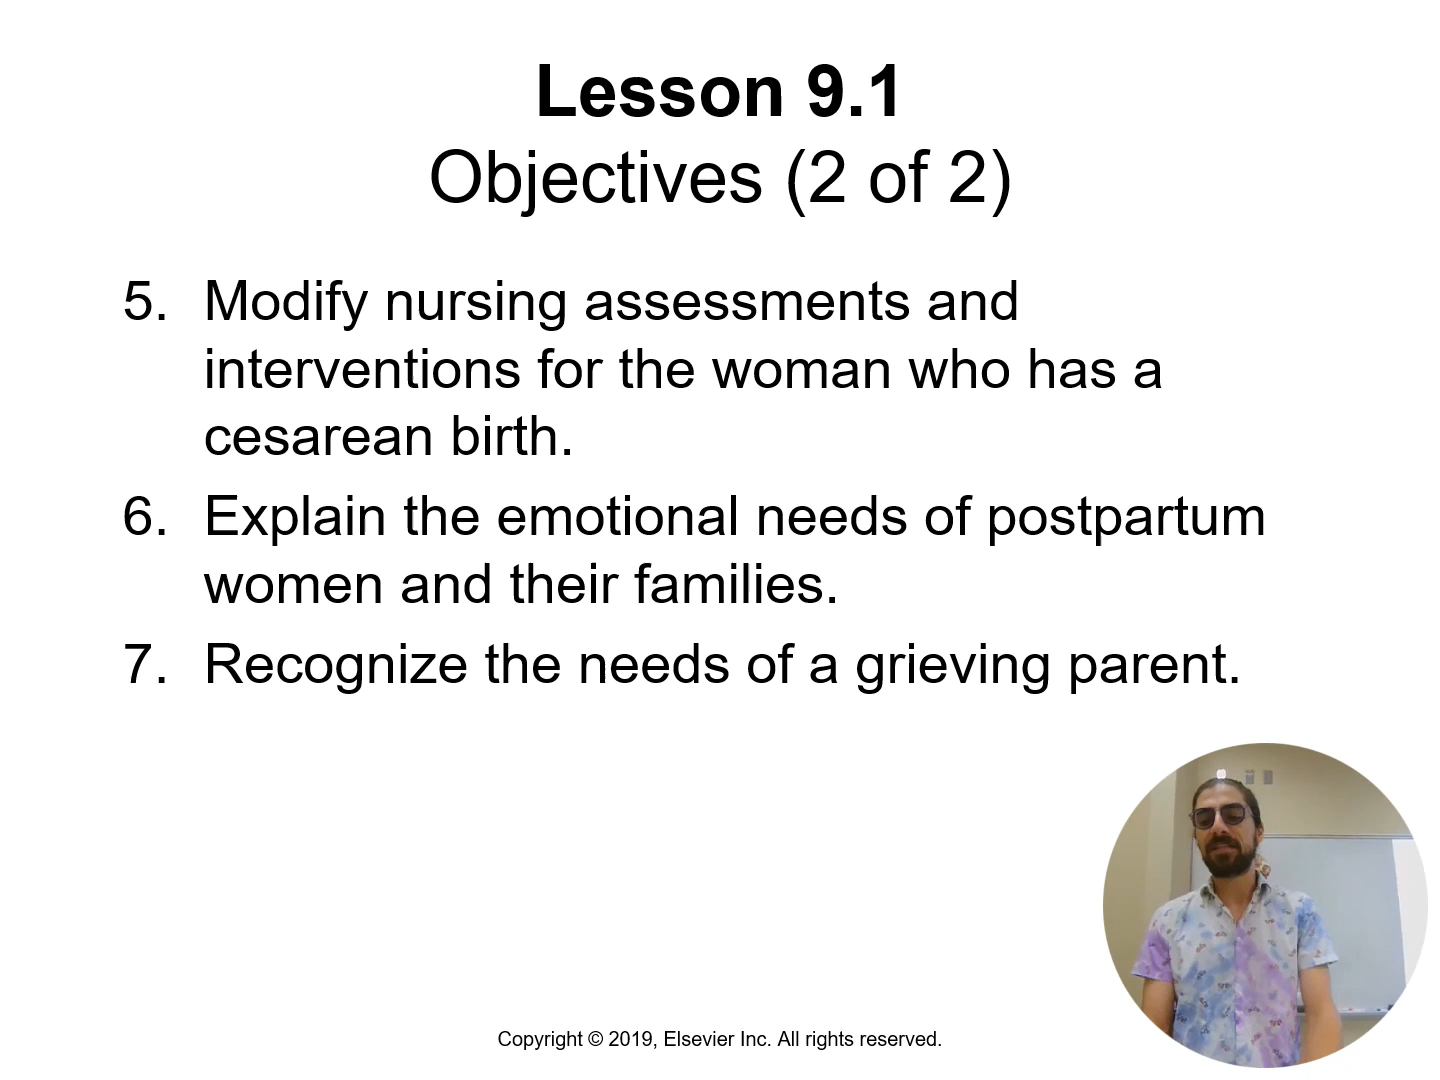 Lesson 9.1
Objectives (2 of 2)
5. Modify nursing assessments and
interventions for the woman who has a
cesarean birth.
6. Explain the emotional needs of postpartum
women and their families.
7. Recognize the needs of a grieving parent.
Copyright © 2019, Elsevier Inc. All rights reserved.